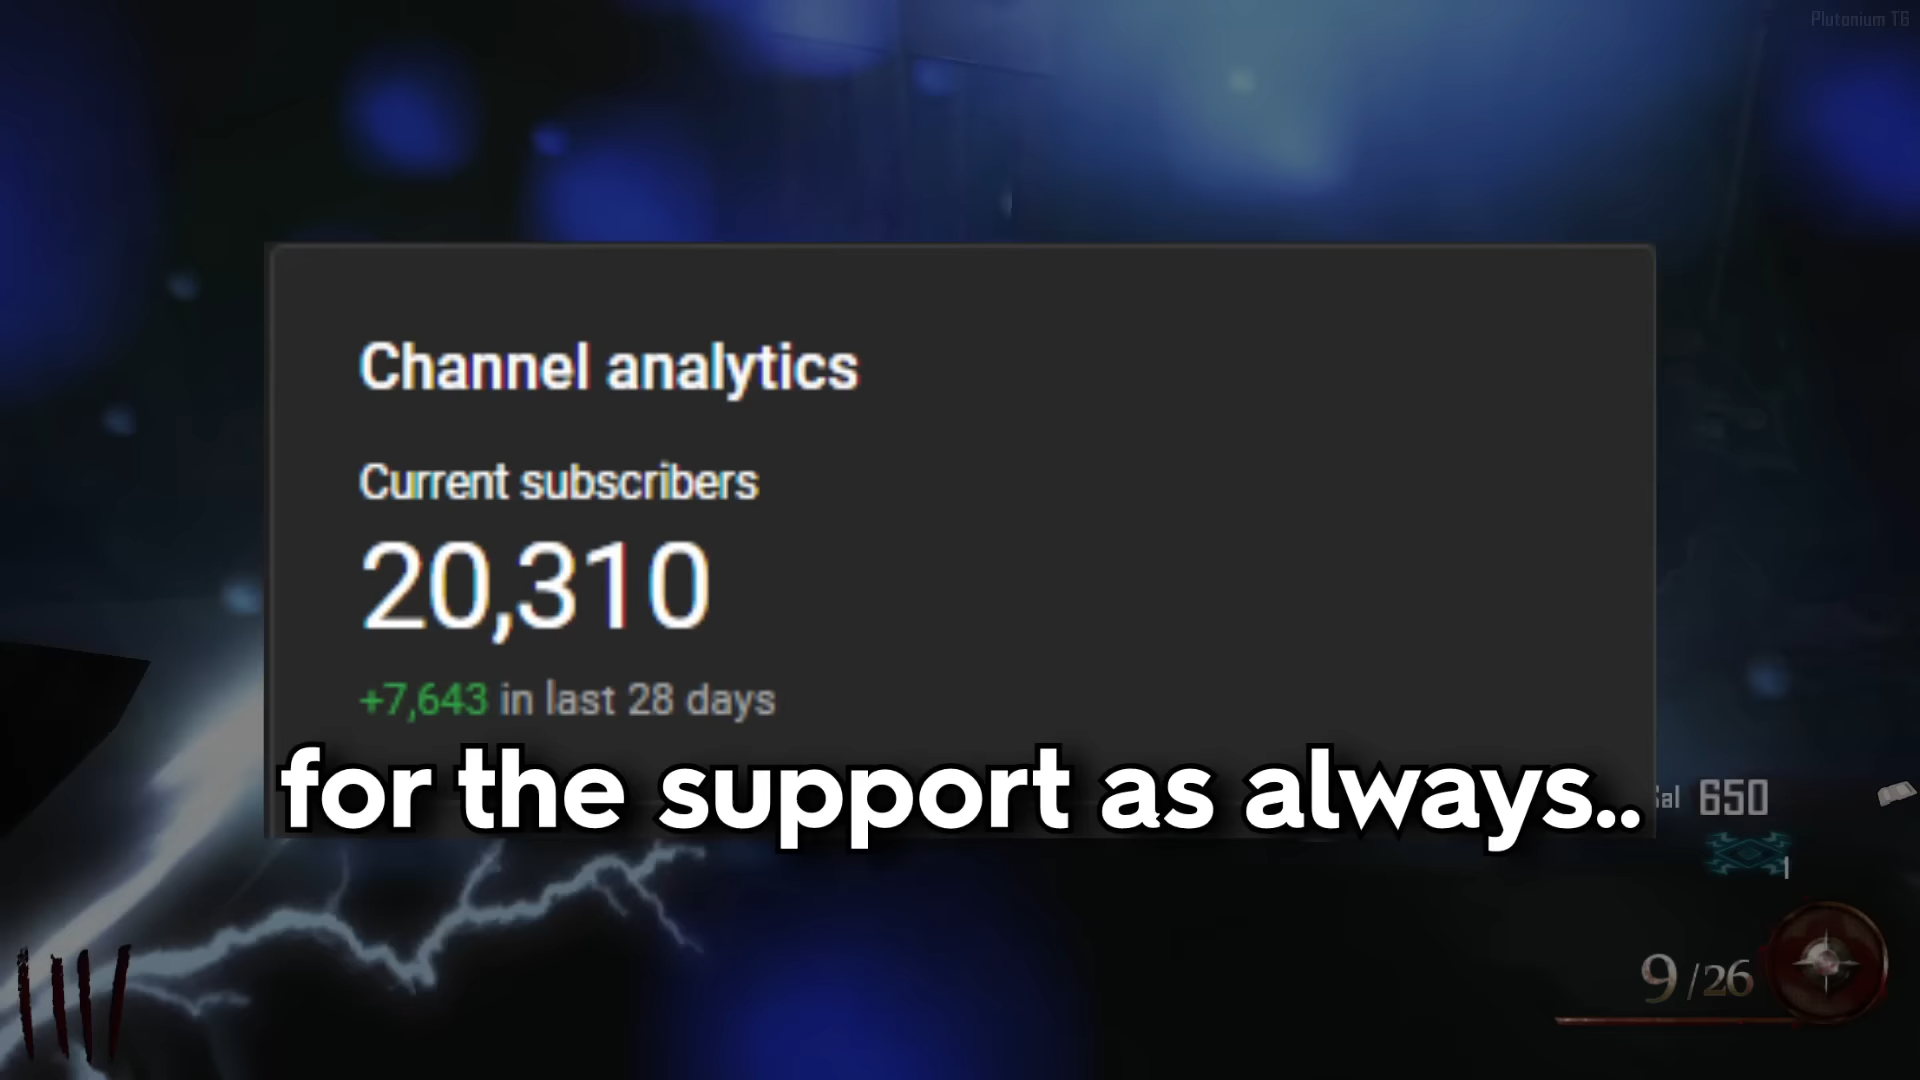 Plutonium T6
Channel analytics
Current subscribers
20,310
+7,643 in last 28 days
for the support as always..
650
1
9/26